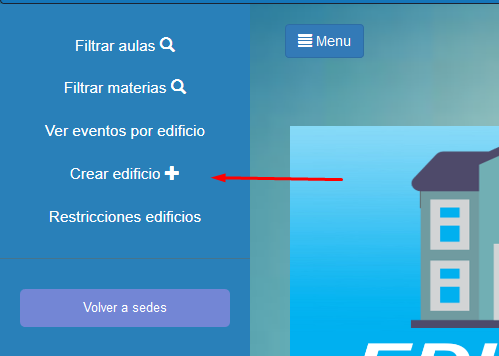 Filtrar aulas
Menu
Filtrar materias
Ver eventos por edificio
Crear edificio
Restricciones edificios
Volver a sedes